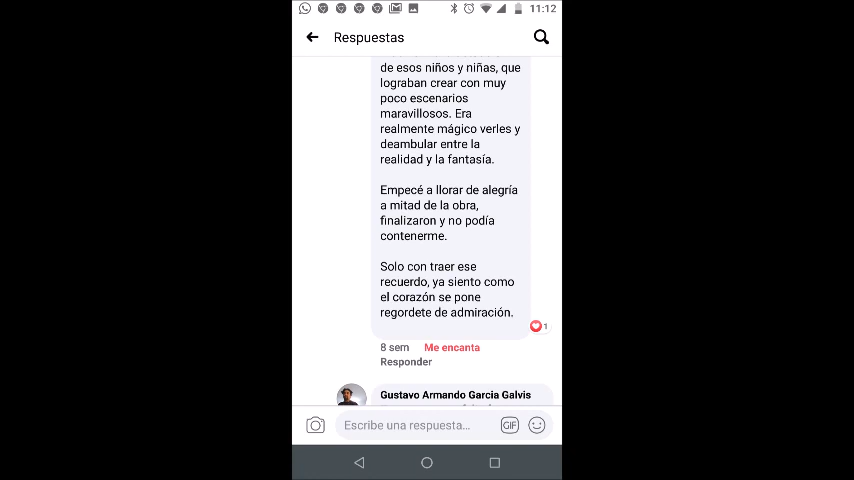 11:12
Respuestas
de esos niños y niñas, que
lograban crear con muy
poco escenarios
maravillosos. Era
realmente mágico verles y
deambular entre la
realidad y la fantasía.
Empecé a llorar de alegría
a mitad de la obra,
finalizaron y no podía
contenerme.
Solo con traer ese
recuerdo, ya siento como
el corazón se pone
regordete de admiración.
1
8 sem Me encanta
Responder
Gustavo Armando Garcia Galvis
Escribe una respuesta...
GIF